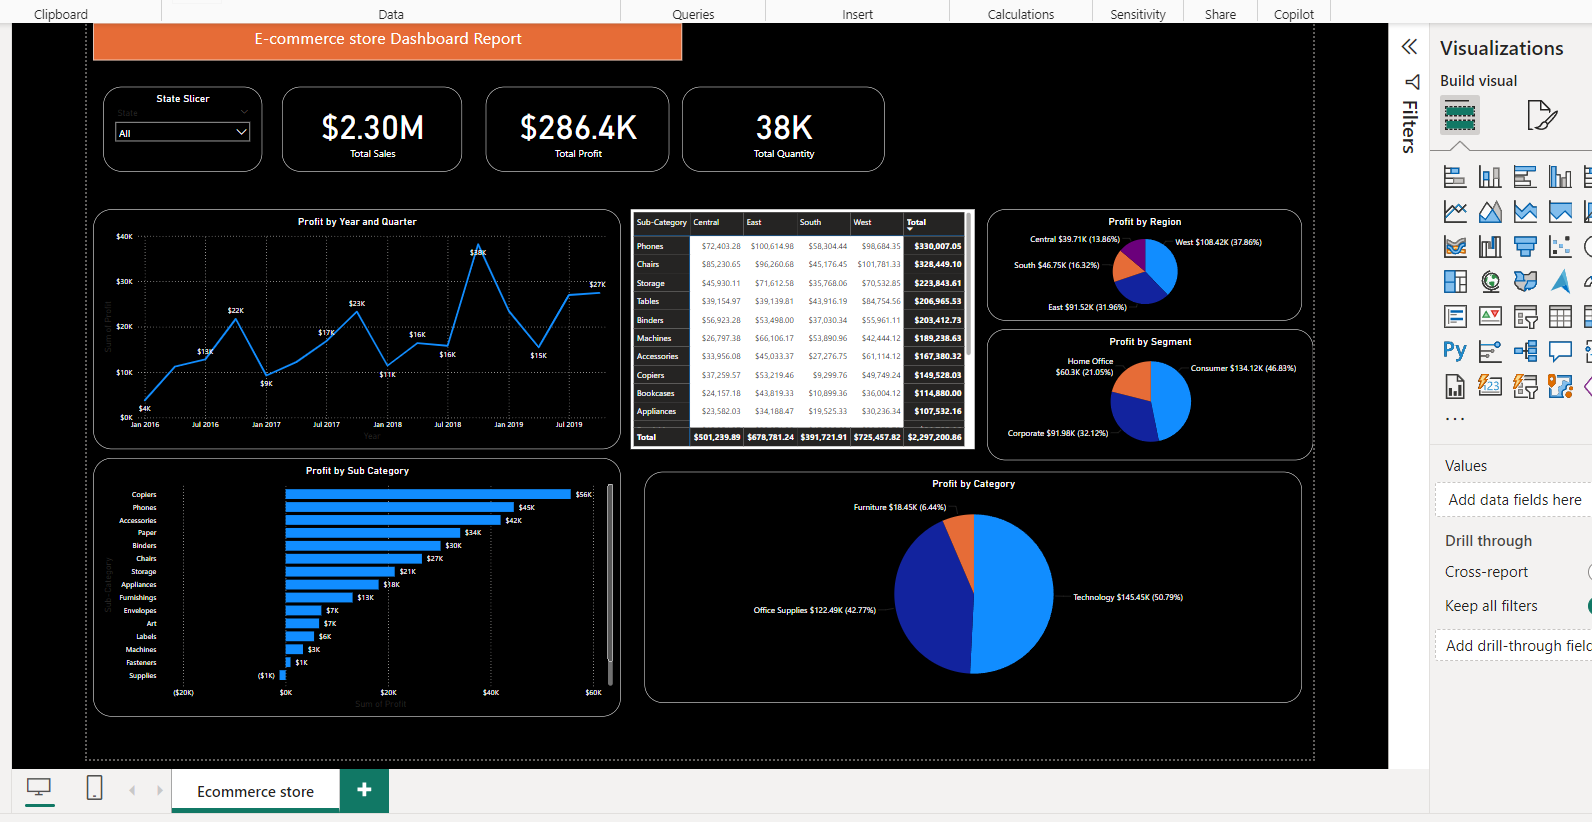 Clipboard Data Queries Insert Calculations Sensitivity Share Copilot
E-commerce store Dashboard Report
State Slicer
State
All
$2.30M
Total Sales
$286.4K
Total Profit
38K
Total Quantity
Profit by Year and Quarter
Sum of Profit
$40K
$30K
$20K
$10K
$0K
$4K
$13K
$22K
$9K
$17K
$23K
$11K
$16K
$16K
$38K
$15K
$27K
Jan 2016 Jul 2016 Jan 2017 Jul 2017 Jan 2018 Jul 2018 Jan 2019 Jul 2019
Year
Sub-Category Central East South West Total
Phones $72,403.28 $100,614.98 $58,304.44 $98,684.35 $330,007.05
Chairs $85,230.65 $96,260.68 $45,176.45 $101,781.33 $328,449.10
Storage $45,930.11 $71,612.58 $35,768.06 $70,532.85 $223,843.61
Tables $39,154.97 $39,139.81 $43,916.19 $84,754.56 $206,965.53
Binders $56,923.28 $53,498.00 $37,030.34 $55,961.11 $203,412.73
Machines $26,797.38 $66,106.17 $53,890.96 $42,444.12 $189,238.63
Accessories $33,956.08 $45,033.37 $27,276.75 $61,114.12 $167,380.32
Copiers $37,259.57 $53,219.46 $9,299.76 $49,749.24 $149,528.03
Bookcases $24,157.18 $43,819.33 $10,899.36 $36,004.12 $114,880.00
Appliances $23,582.03 $34,188.47 $19,525.33 $30,236.34 $107,532.16
Total $501,239.89 $678,781.24 $391,721.91 $725,457.82 $2,297,200.86
Profit by Region
Central $39.71K (13.86%)
West $108.42K (37.86%)
South $46.75K (16.32%)
East $91.52K (31.96%)
Profit by Segment
Home Office
$60.3K (21.05%)
Consumer $134.12K (46.83%)
Corporate $91.98K (32.12%)
Profit by Sub Category
Sub-Category
Copiers $56K
Phones $45K
Accessories $42K
Paper $34K
Binders $30K
Chairs $27K
Storage $21K
Appliances $18K
Furnishings $13K
Envelopes $7K
Art $7K
Labels $6K
Machines $3K
Fasteners $1K
Supplies ($1K)
($20K) $0K $20K $40K $60K
Sum of Profit
Profit by Category
Furniture $18.45K (6.44%)
Office Supplies $122.49K (42.77%)
Technology $145.45K (50.79%)
Filters
Visualizations
Build visual
Py
123
...
Values
Add data fields here
Drill through
Cross-report
Keep all filters
Add drill-through field
Ecommerce store
+